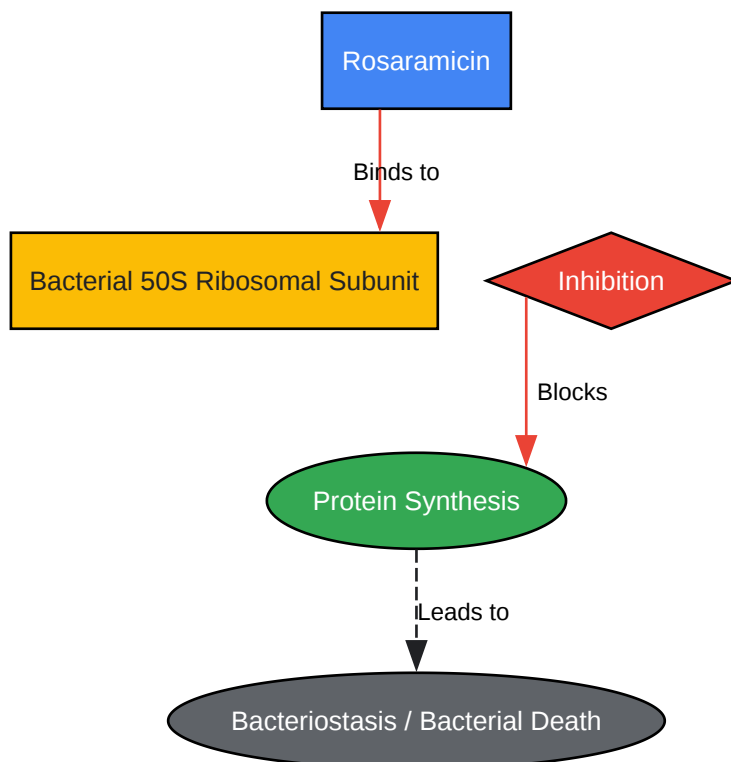 Rosaramicin
Binds to
Bacterial 50S Ribosomal Subunit
Inhibition
Blocks
Protein Synthesis
Leads to
Bacteriostasis / Bacterial Death